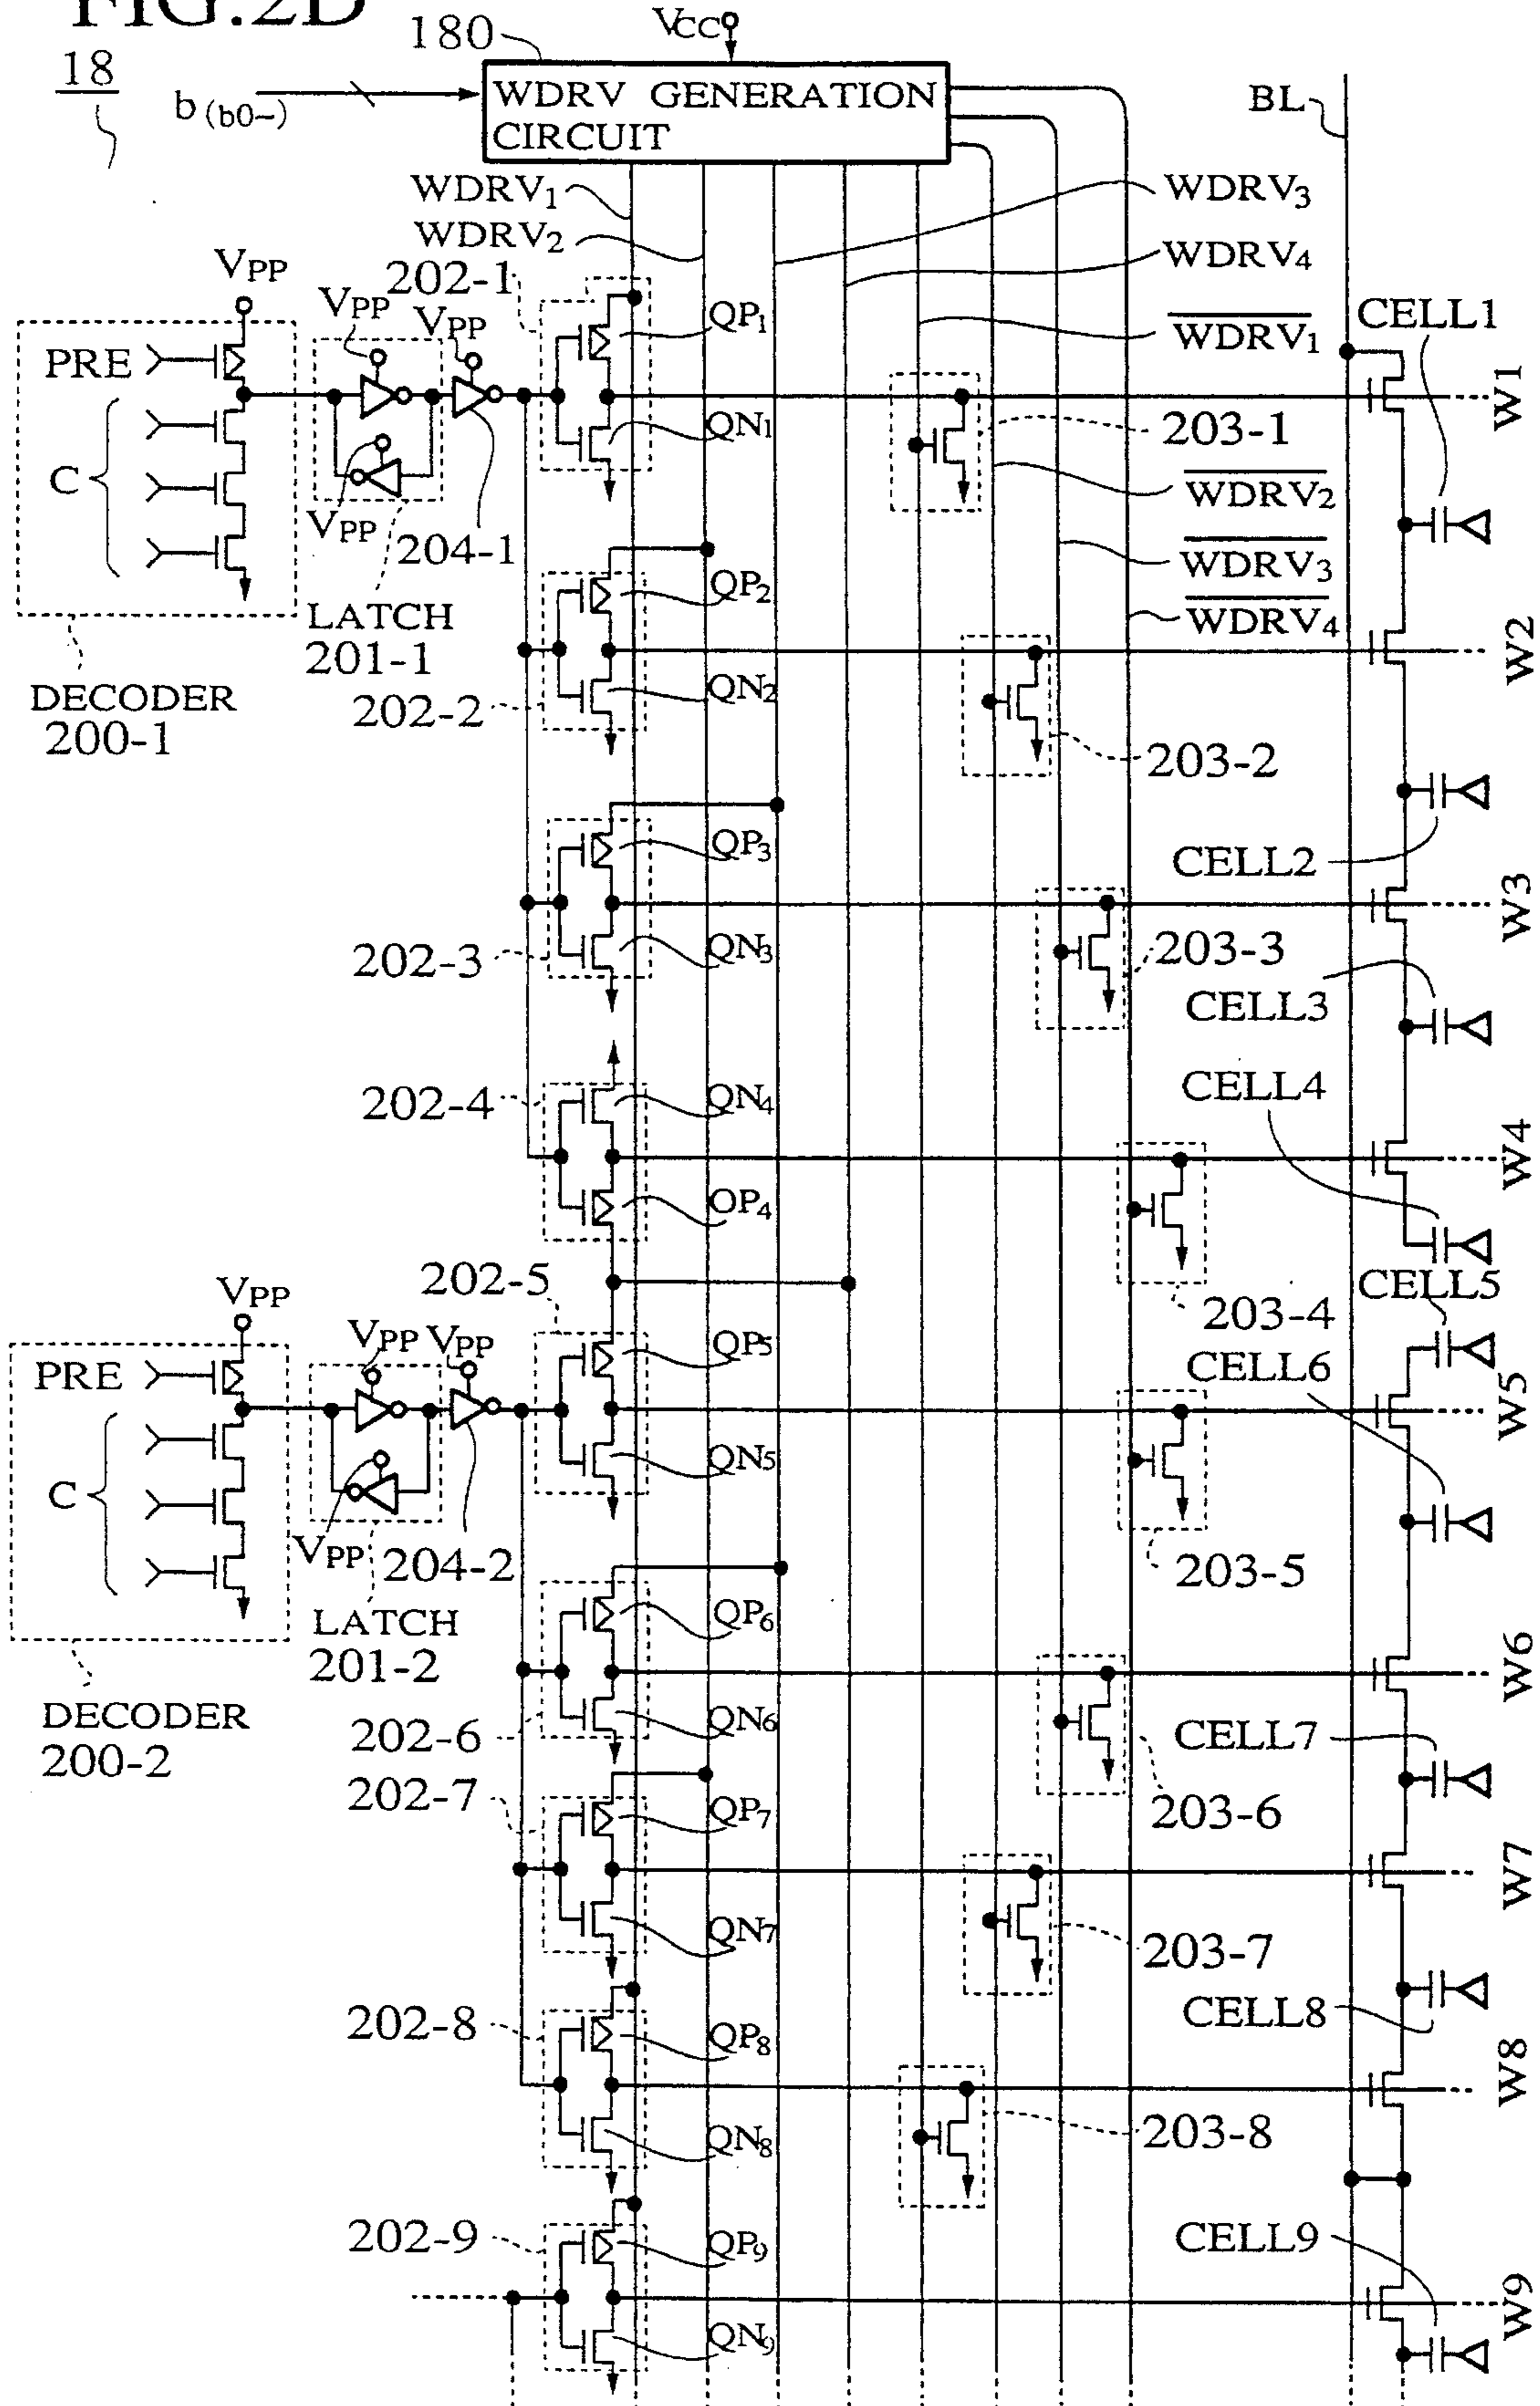 FIG.2D
18
180
VCC
b (b0~)
WDRV GENERATION
CIRCUIT
BL
WDRV1
WDRV2
WDRV3
WDRV4
WDRV1
WDRV2
WDRV3
WDRV4
VPP
PRE
C
DECODER
200-1
VPP
VPP
VPP
LATCH
201-1
204-1
202-1
QP1
QN1
203-1
CELL1
W1
202-2
QP2
QN2
203-2
CELL2
W2
202-3
QP3
QN3
203-3
CELL3
W3
202-4
QN4
QP4
203-4
CELL4
W4
VPP
PRE
C
DECODER
200-2
VPP
VPP
VPP
LATCH
201-2
204-2
202-5
QP5
QN5
203-5
CELL5
W5
202-6
QP6
QN6
203-6
CELL6
W6
202-7
QP7
QN7
203-7
CELL7
W7
202-8
QP8
QN8
203-8
CELL8
W8
202-9
QP9
QN9
CELL9
W9